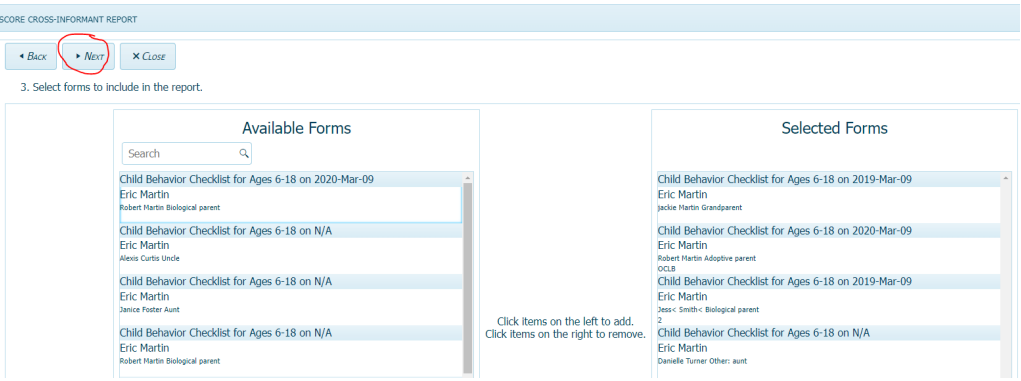 SCORE CROSS-INFORMANT REPORT
BACK
NEXT
CLOSE
3. Select forms to include in the report.
Available Forms
Search
Child Behavior Checklist for Ages 6-18 on 2020-Mar-09
Eric Martin
Robert Martin Biological parent
Child Behavior Checklist for Ages 6-18 on N/A
Eric Martin
Alexis Curtis Uncle
Child Behavior Checklist for Ages 6-18 on N/A
Eric Martin
Janice Foster Aunt
Child Behavior Checklist for Ages 6-18 on N/A
Eric Martin
Robert Martin Biological parent
Click items on the left to add.
Click items on the right to remove.
Selected Forms
Child Behavior Checklist for Ages 6-18 on 2019-Mar-09
Eric Martin
jackie Martin Grandparent
Child Behavior Checklist for Ages 6-18 on 2020-Mar-09
Eric Martin
Robert Martin Adoptive parent
OCLB
Child Behavior Checklist for Ages 6-18 on 2019-Mar-09
Eric Martin
Jess< Smith< Biological parent
2
Child Behavior Checklist for Ages 6-18 on N/A
Eric Martin
Danielle Turner Other: aunt